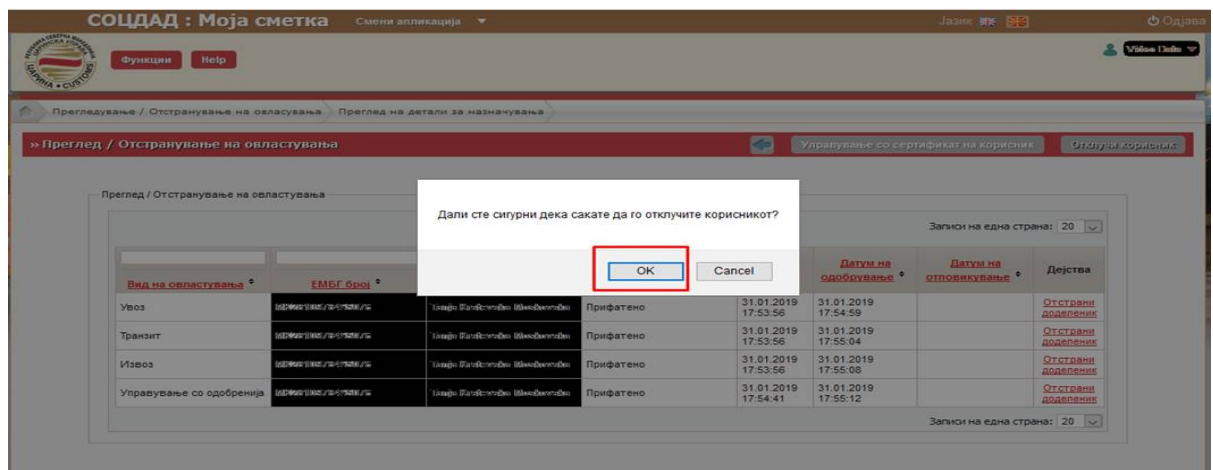 СОЦДАД : Моја сметка Смени апликација Јазик Одјава
Функции Help
ЦАРИНА • CUSTOMS
Прегледување / Отстранување на овласувања Преглед на детали за назначувања
» Преглед / Отстранување на овластувања Управување со сертификат на корисник Отклучи корисник
Преглед / Отстранување на овластувања
Дали сте сигурни дека сакате да го отклучите корисникот?
OK Cancel
Записи на една страна: 20
Вид на овластувања ЕМБГ број Датум на одобрување Датум на отповикување Дејства
Увоз Прифатено 31.01.2019 17:53:56 31.01.2019 17:54:59 Отстрани доделеник
Транзит Прифатено 31.01.2019 17:53:56 31.01.2019 17:55:04 Отстрани доделеник
Извоз Прифатено 31.01.2019 17:53:56 31.01.2019 17:55:08 Отстрани доделеник
Управување со одобренија Прифатено 31.01.2019 17:54:41 31.01.2019 17:55:12 Отстрани доделеник
Записи на една страна: 20